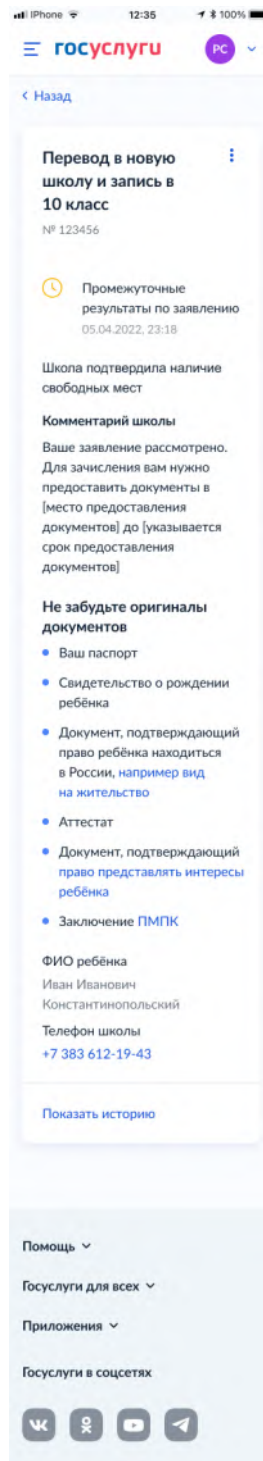 iPhone 12:35 100%
госуслуги РС
Назад
Перевод в новую
школу и запись в
10 класс
№ 123456
Промежуточные
результаты по заявлению
05.04.2022, 23:18
Школа подтвердила наличие
свободных мест
Комментарий школы
Ваше заявление рассмотрено.
Для зачисления вам нужно
предоставить документы в
[место предоставления
документов] до [указывается
срок предоставления
документов]
Не забудьте оригиналы
документов
Ваш паспорт
Свидетельство о рождении
ребёнка
Документ, подтверждающий
право ребёнка находиться
в России, например вид
на жительство
Аттестат
Документ, подтверждающий
право представлять интересы
ребёнка
Заключение ПМПК
ФИО ребёнка
Иван Иванович
Константинопольский
Телефон школы
+7 383 612-19-43
Показать историю
Помощь
Госуслуги для всех
Приложения
Госуслуги в соцсетях